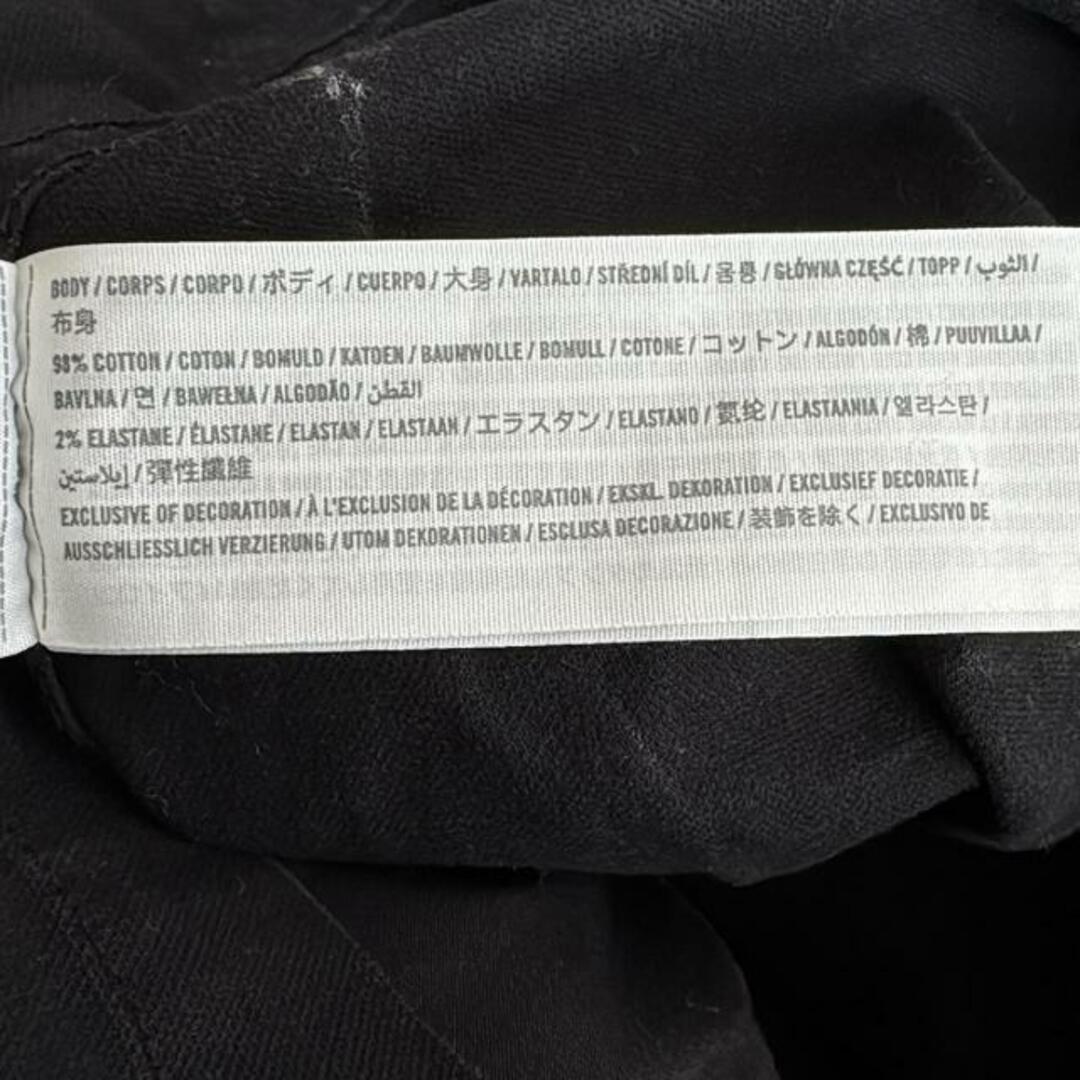 BODY / CORPS / CORPO / ボディ / CUERPO / 大身 / VARTALO / STŘEDNÍ DÍL / 몸통 / GŁÓWNA CZĘŚĆ / TOPP / الثوب /
布身
98% COTTON / COTON / BOMULD / KATOEN / BAUMWOLLE / BOMULL / COTONE / コットン / ALGODÓN / 棉 / PUUVILLAA /
BAVLNA / 면 / BAWEŁNA / ALGODÃO / القطن
2% ELASTANE / ÉLASTANE / ELASTAN / ELASTAAN / エラスタン / ELASTANO / 氨纶 / ELASTAANIA / 엘라스탄 /
إيلاستين / 彈性纖維
EXCLUSIVE OF DECORATION / À L'EXCLUSION DE LA DÉCORATION / EKSKL. DEKORATION / EXCLUSIEF DECORATIE /
AUSSCHLIESSLICH VERZIERUNG / UTOM DEKORATIONEN / ESCLUSA DECORAZIONE / 装飾を除く / EXCLUSIVO DE